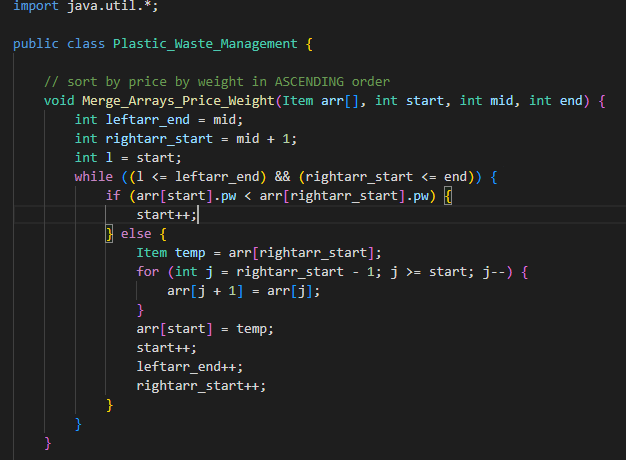 import java.util.*;
public class Plastic_Waste_Management {
// sort by price by weight in ASCENDING order
void Merge_Arrays_Price_Weight(Item arr[], int start, int mid, int end) {
int leftarr_end = mid;
int rightarr_start = mid + 1;
int l = start;
while ((l <= leftarr_end) && (rightarr_start <= end)) {
if (arr[start].pw < arr[rightarr_start].pw) {
start++;
} else {
Item temp = arr[rightarr_start];
for (int j = rightarr_start - 1; j >= start; j--) {
arr[j + 1] = arr[j];
}
arr[start] = temp;
start++;
leftarr_end++;
rightarr_start++;
}
}
}